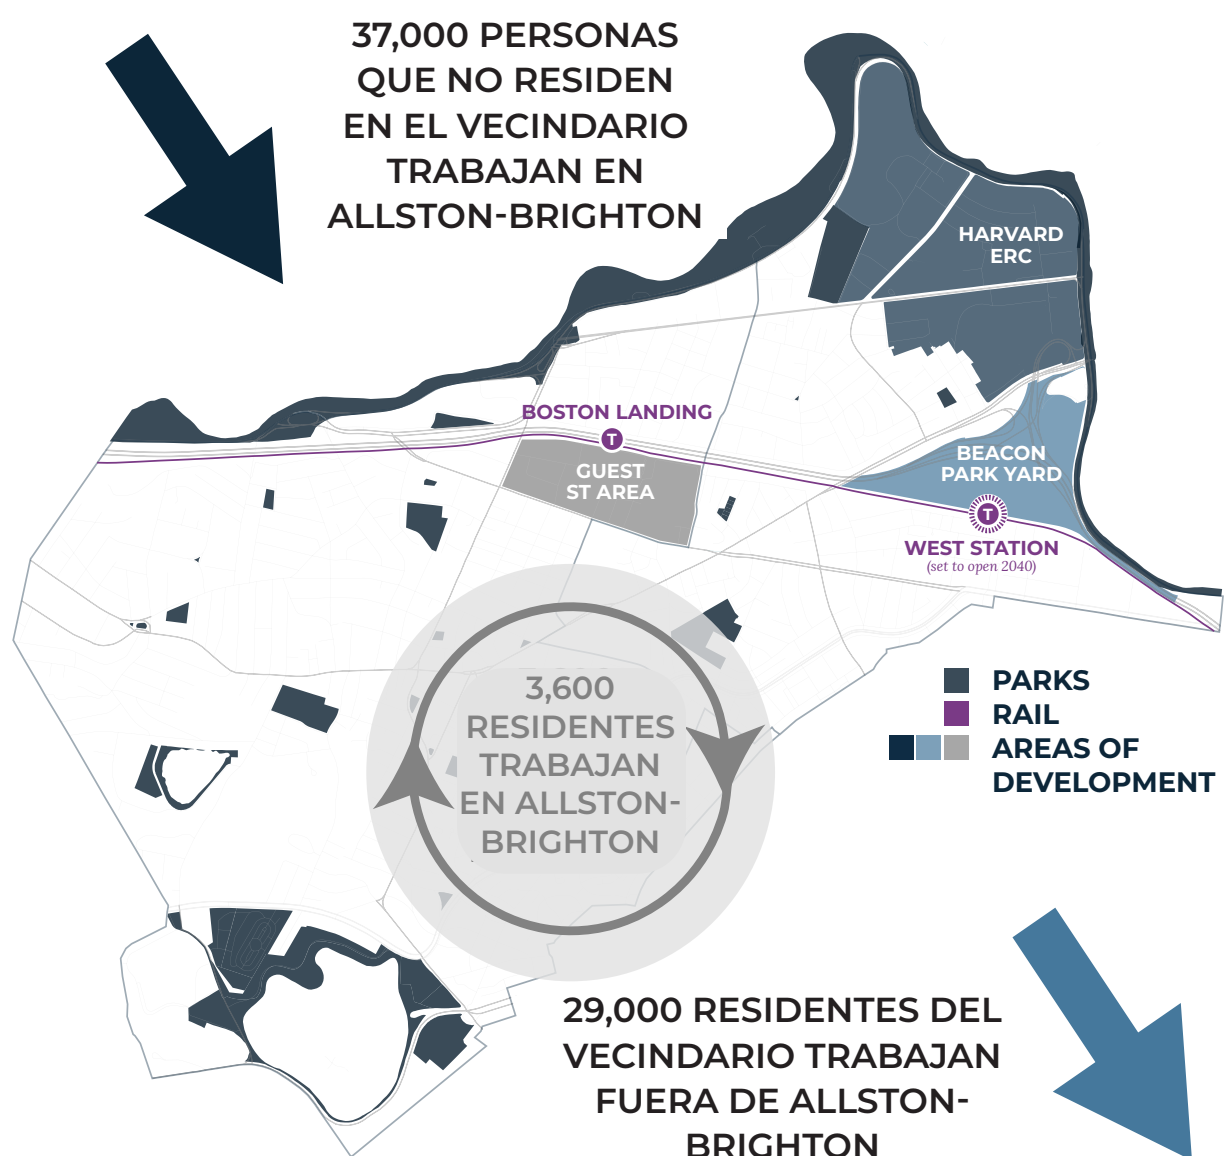 37,000 PERSONAS
QUE NO RESIDEN
EN EL VECINDARIO
TRABAJAN EN
ALLSTON-BRIGHTON
HARVARD
ERC
BOSTON LANDING
T
GUEST
ST AREA
BEACON
PARK YARD
T
WEST STATION
(set to open 2040)
3,600
RESIDENTES
TRABAJAN
EN ALLSTON-
BRIGHTON
PARKS
RAIL
AREAS OF
DEVELOPMENT
29,000 RESIDENTES DEL
VECINDARIO TRABAJAN
FUERA DE ALLSTON-
BRIGHTON